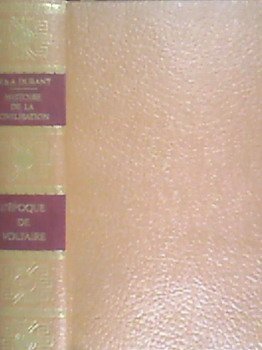 W. & A. DURANT
HISTOIRE
DE LA
CIVILISATION
L'ÉPOQUE
DE
VOLTAIRE